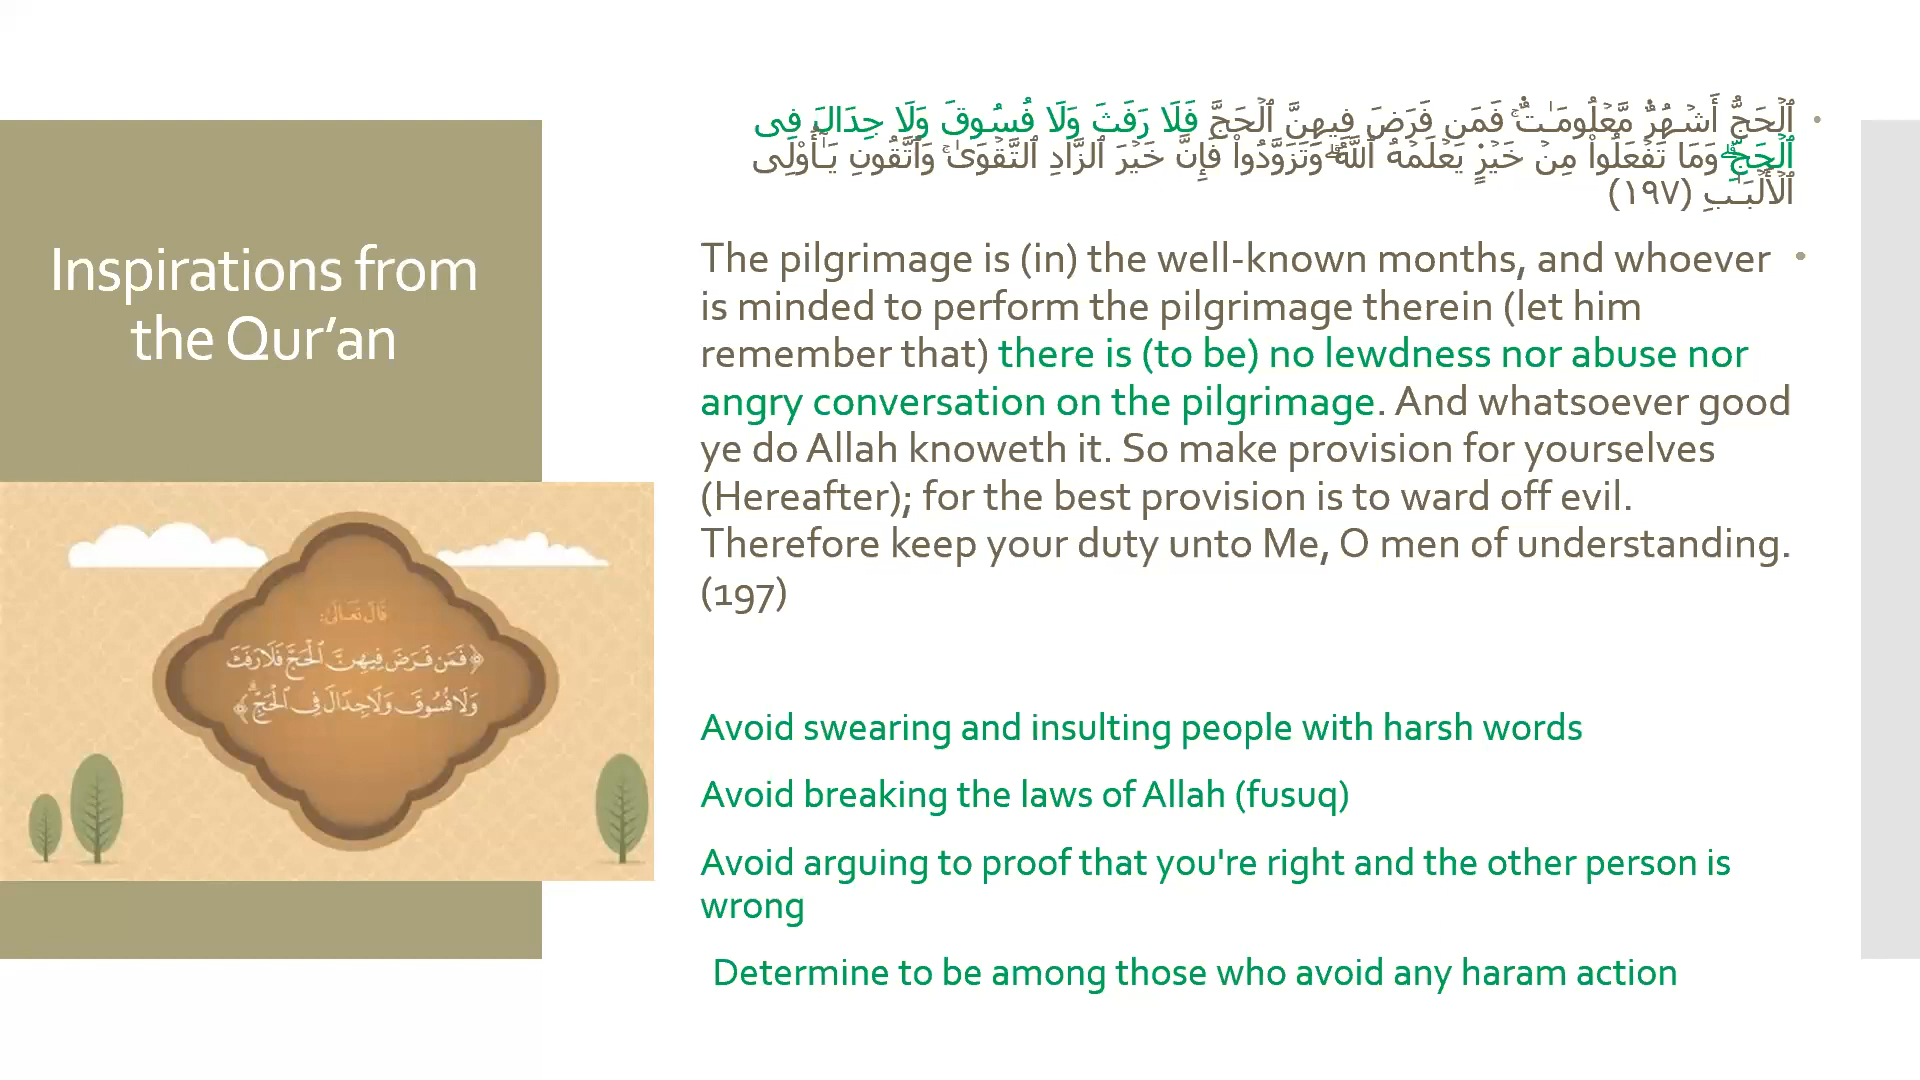 Inspirations from
the Qur’an
ٱلۡحَجُّ أَشۡهُرٌ۬ مَّعۡلُومَـٰتٌ۬‌ۚ فَمَن فَرَضَ فِيهِنَّ ٱلۡحَجَّ فَلَا رَفَثَ وَلَا فُسُوقَ وَلَا جِدَالَ فِى
ٱلۡحَجِّ‌ۗ وَمَا تَفۡعَلُواْ مِنۡ خَيۡرٍ۬ يَعۡلَمۡهُ ٱللَّهُ‌ۗ وَتَزَوَّدُواْ فَإِنَّ خَيۡرَ ٱلزَّادِ ٱلتَّقۡوَىٰ‌ۚ وَٱتَّقُونِ يَـٰٓأُوْلِى
ٱلۡأَلۡبَـٰبِ (١٩٧)
• The pilgrimage is (in) the well-known months, and whoever
is minded to perform the pilgrimage therein (let him
remember that) there is (to be) no lewdness nor abuse nor
angry conversation on the pilgrimage. And whatsoever good
ye do Allah knoweth it. So make provision for yourselves
(Hereafter); for the best provision is to ward off evil.
Therefore keep your duty unto Me, O men of understanding.
(197)
Avoid swearing and insulting people with harsh words
Avoid breaking the laws of Allah (fusuq)
Avoid arguing to proof that you're right and the other person is
wrong
Determine to be among those who avoid any haram action
قَالَ تَعَالَىٰ:
﴿فَمَن فَرَضَ فِيهِنَّ ٱلْحَجَّ فَلَا رَفَثَ
وَلَا فُسُوقَ وَلَا جِدَالَ فِى ٱلْحَجِّ ۗ﴾